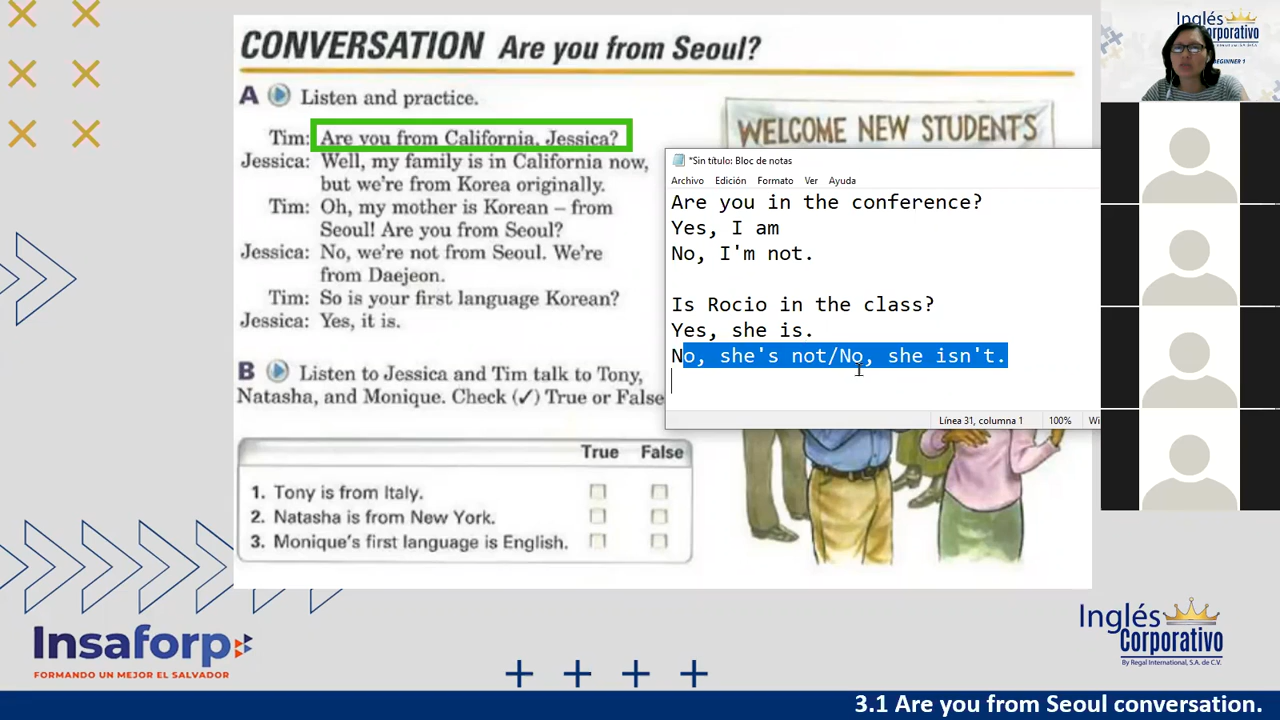 CONVERSATION Are you from Seoul?
A Listen and practice.
Tim: Are you from California, Jessica?
Jessica: Well, my family is in California now,
but we're from Korea originally.
Tim: Oh, my mother is Korean – from
Seoul! Are you from Seoul?
Jessica: No, we're not from Seoul. We're
from Daejeon.
Tim: So is your first language Korean?
Jessica: Yes, it is.
B Listen to Jessica and Tim talk to Tony,
Natasha, and Monique. Check (✓) True or False
True False
1. Tony is from Italy.
2. Natasha is from New York.
3. Monique's first language is English.
WELCOME NEW STUDENTS
*Sin título: Bloc de notas
Archivo Edición Formato Ver Ayuda
Are you in the conference?
Yes, I am
No, I'm not.
Is Rocio in the class?
Yes, she is.
No, she's not/No, she isn't.
Línea 31, columna 1 100% Wi
Inglés
Corporativo
BEGINNER 1
Insaforp
FORMANDO UN MEJOR EL SALVADOR
Inglés
Corporativo
By Regal International, S.A. de C.V.
3.1 Are you from Seoul conversation.